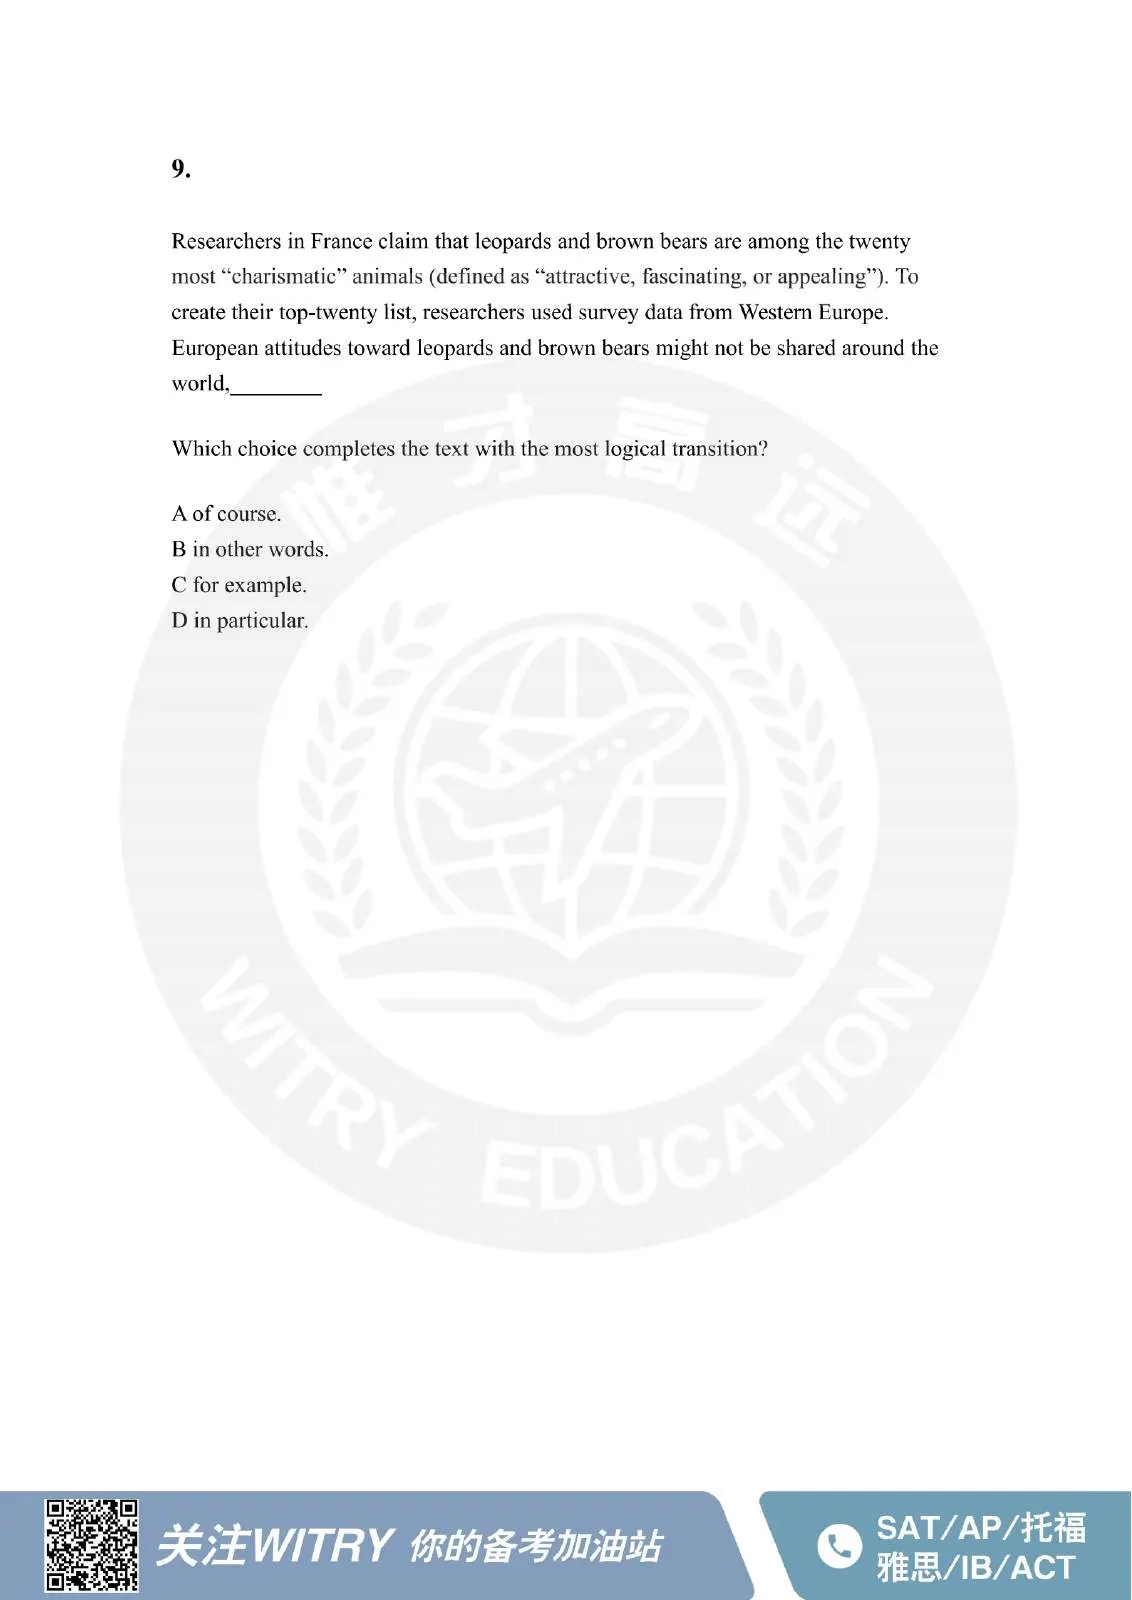 9.
Researchers in France claim that leopards and brown bears are among the twenty
most “charismatic” animals (defined as “attractive, fascinating, or appealing”). To
create their top-twenty list, researchers used survey data from Western Europe.
European attitudes toward leopards and brown bears might not be shared around the
world,________
Which choice completes the text with the most logical transition?
A of course.
B in other words.
C for example.
D in particular.
惟才高远
WITRY EDUCATION
关注WITRY 你的备考加油站
SAT/AP/托福
雅思/IB/ACT